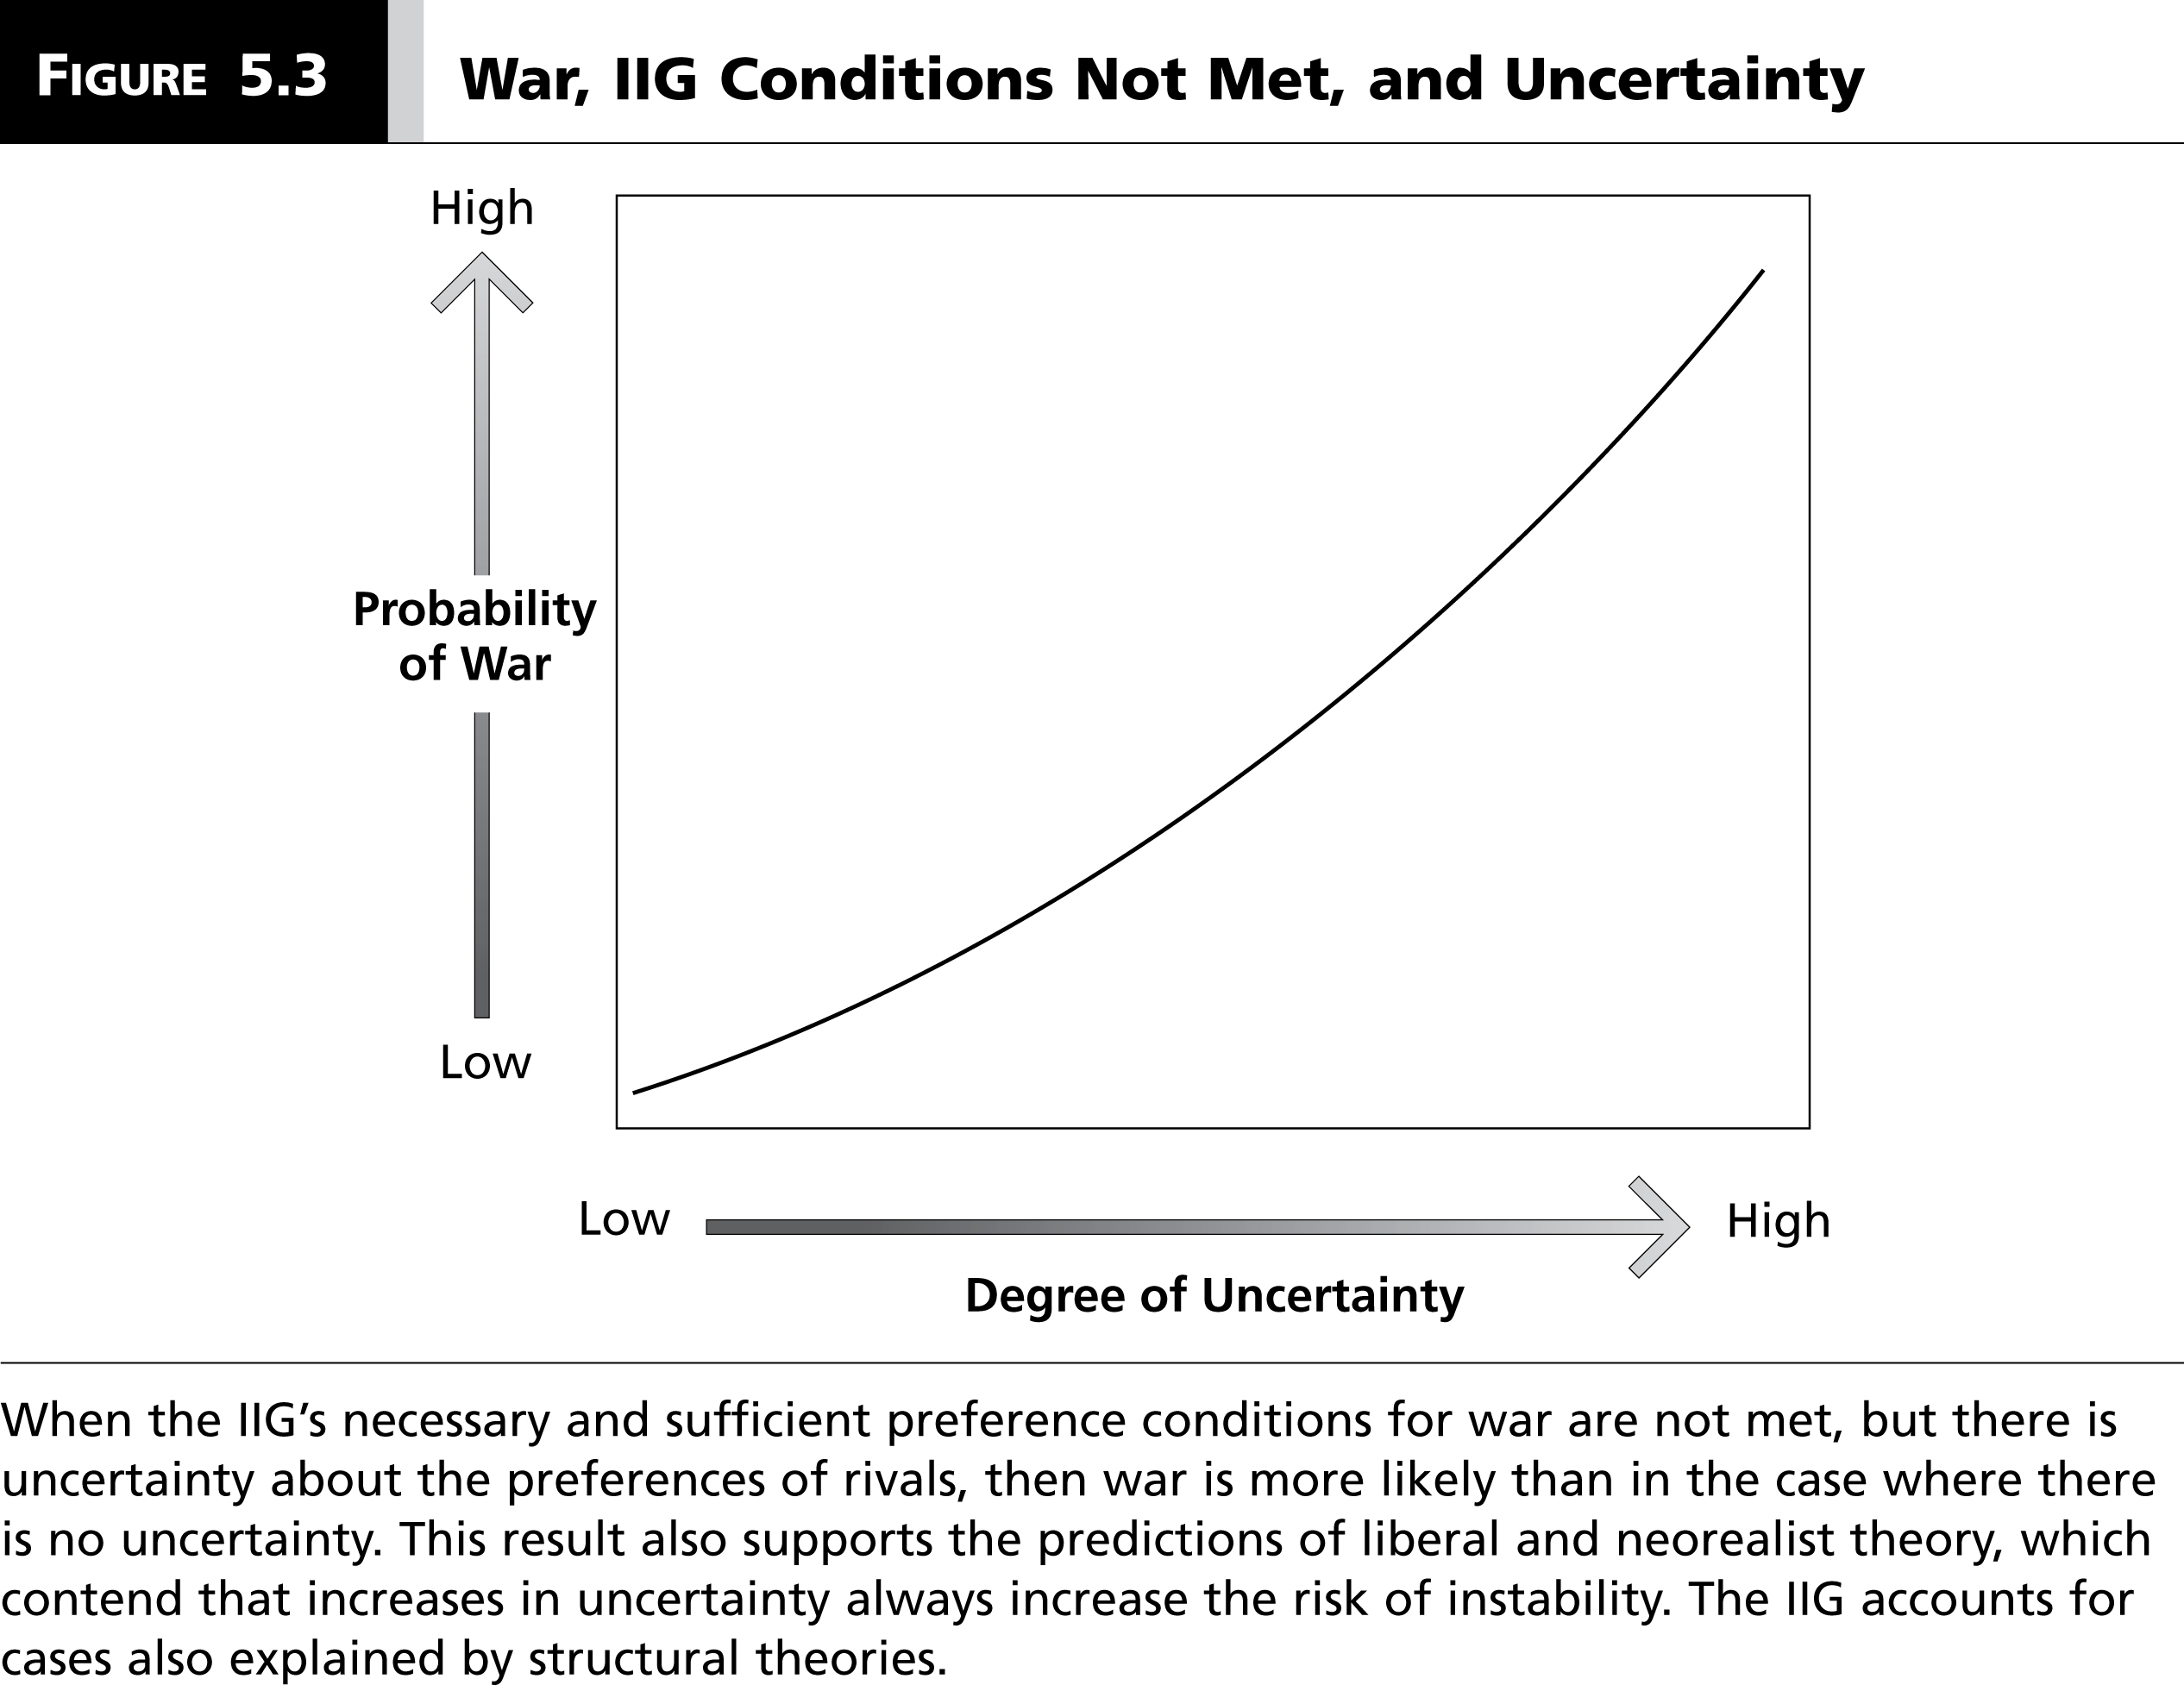 FIGURE 5.3
War, IIG Conditions Not Met, and Uncertainty
High
Probability
of War
Low
Low
High
Degree of Uncertainty
When the IIG’s necessary and sufficient preference conditions for war are not met, but there is
uncertainty about the preferences of rivals, then war is more likely than in the case where there
is no uncertainty. This result also supports the predictions of liberal and neorealist theory, which
contend that increases in uncertainty always increase the risk of instability. The IIG accounts for
cases also explained by structural theories.